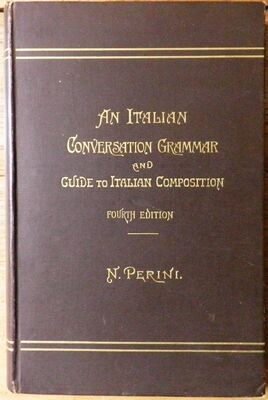 AN ITALIAN
CONVERSATION GRAMMAR
AND
GUIDE TO ITALIAN COMPOSITION
FOURTH EDITION
N. PERINI.